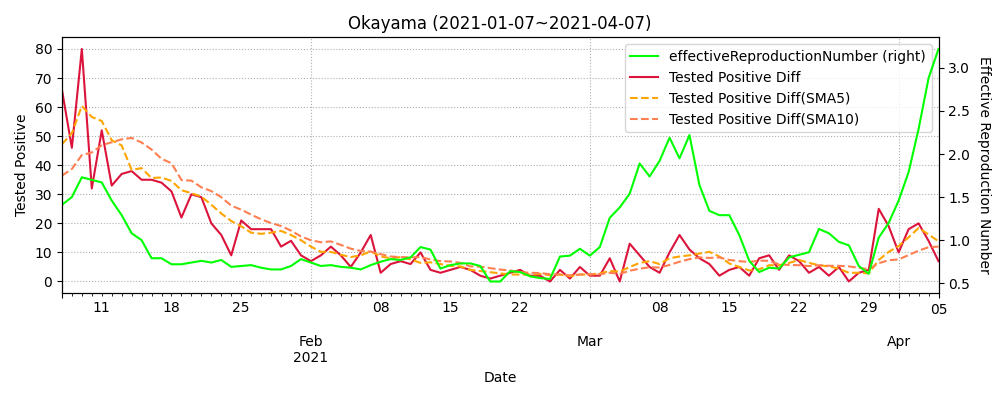 Okayama (2021-01-07~2021-04-07)
effectiveReproductionNumber (right)
Tested Positive Diff
Tested Positive Diff(SMA5)
Tested Positive Diff(SMA10)
Tested Positive
80
70
60
50
40
30
20
10
0
Effective Reproduction Number
3.0
2.5
2.0
1.5
1.0
0.5
11 18 25 08 15 22 08 15 22 29 05
Feb Mar Apr
2021
Date